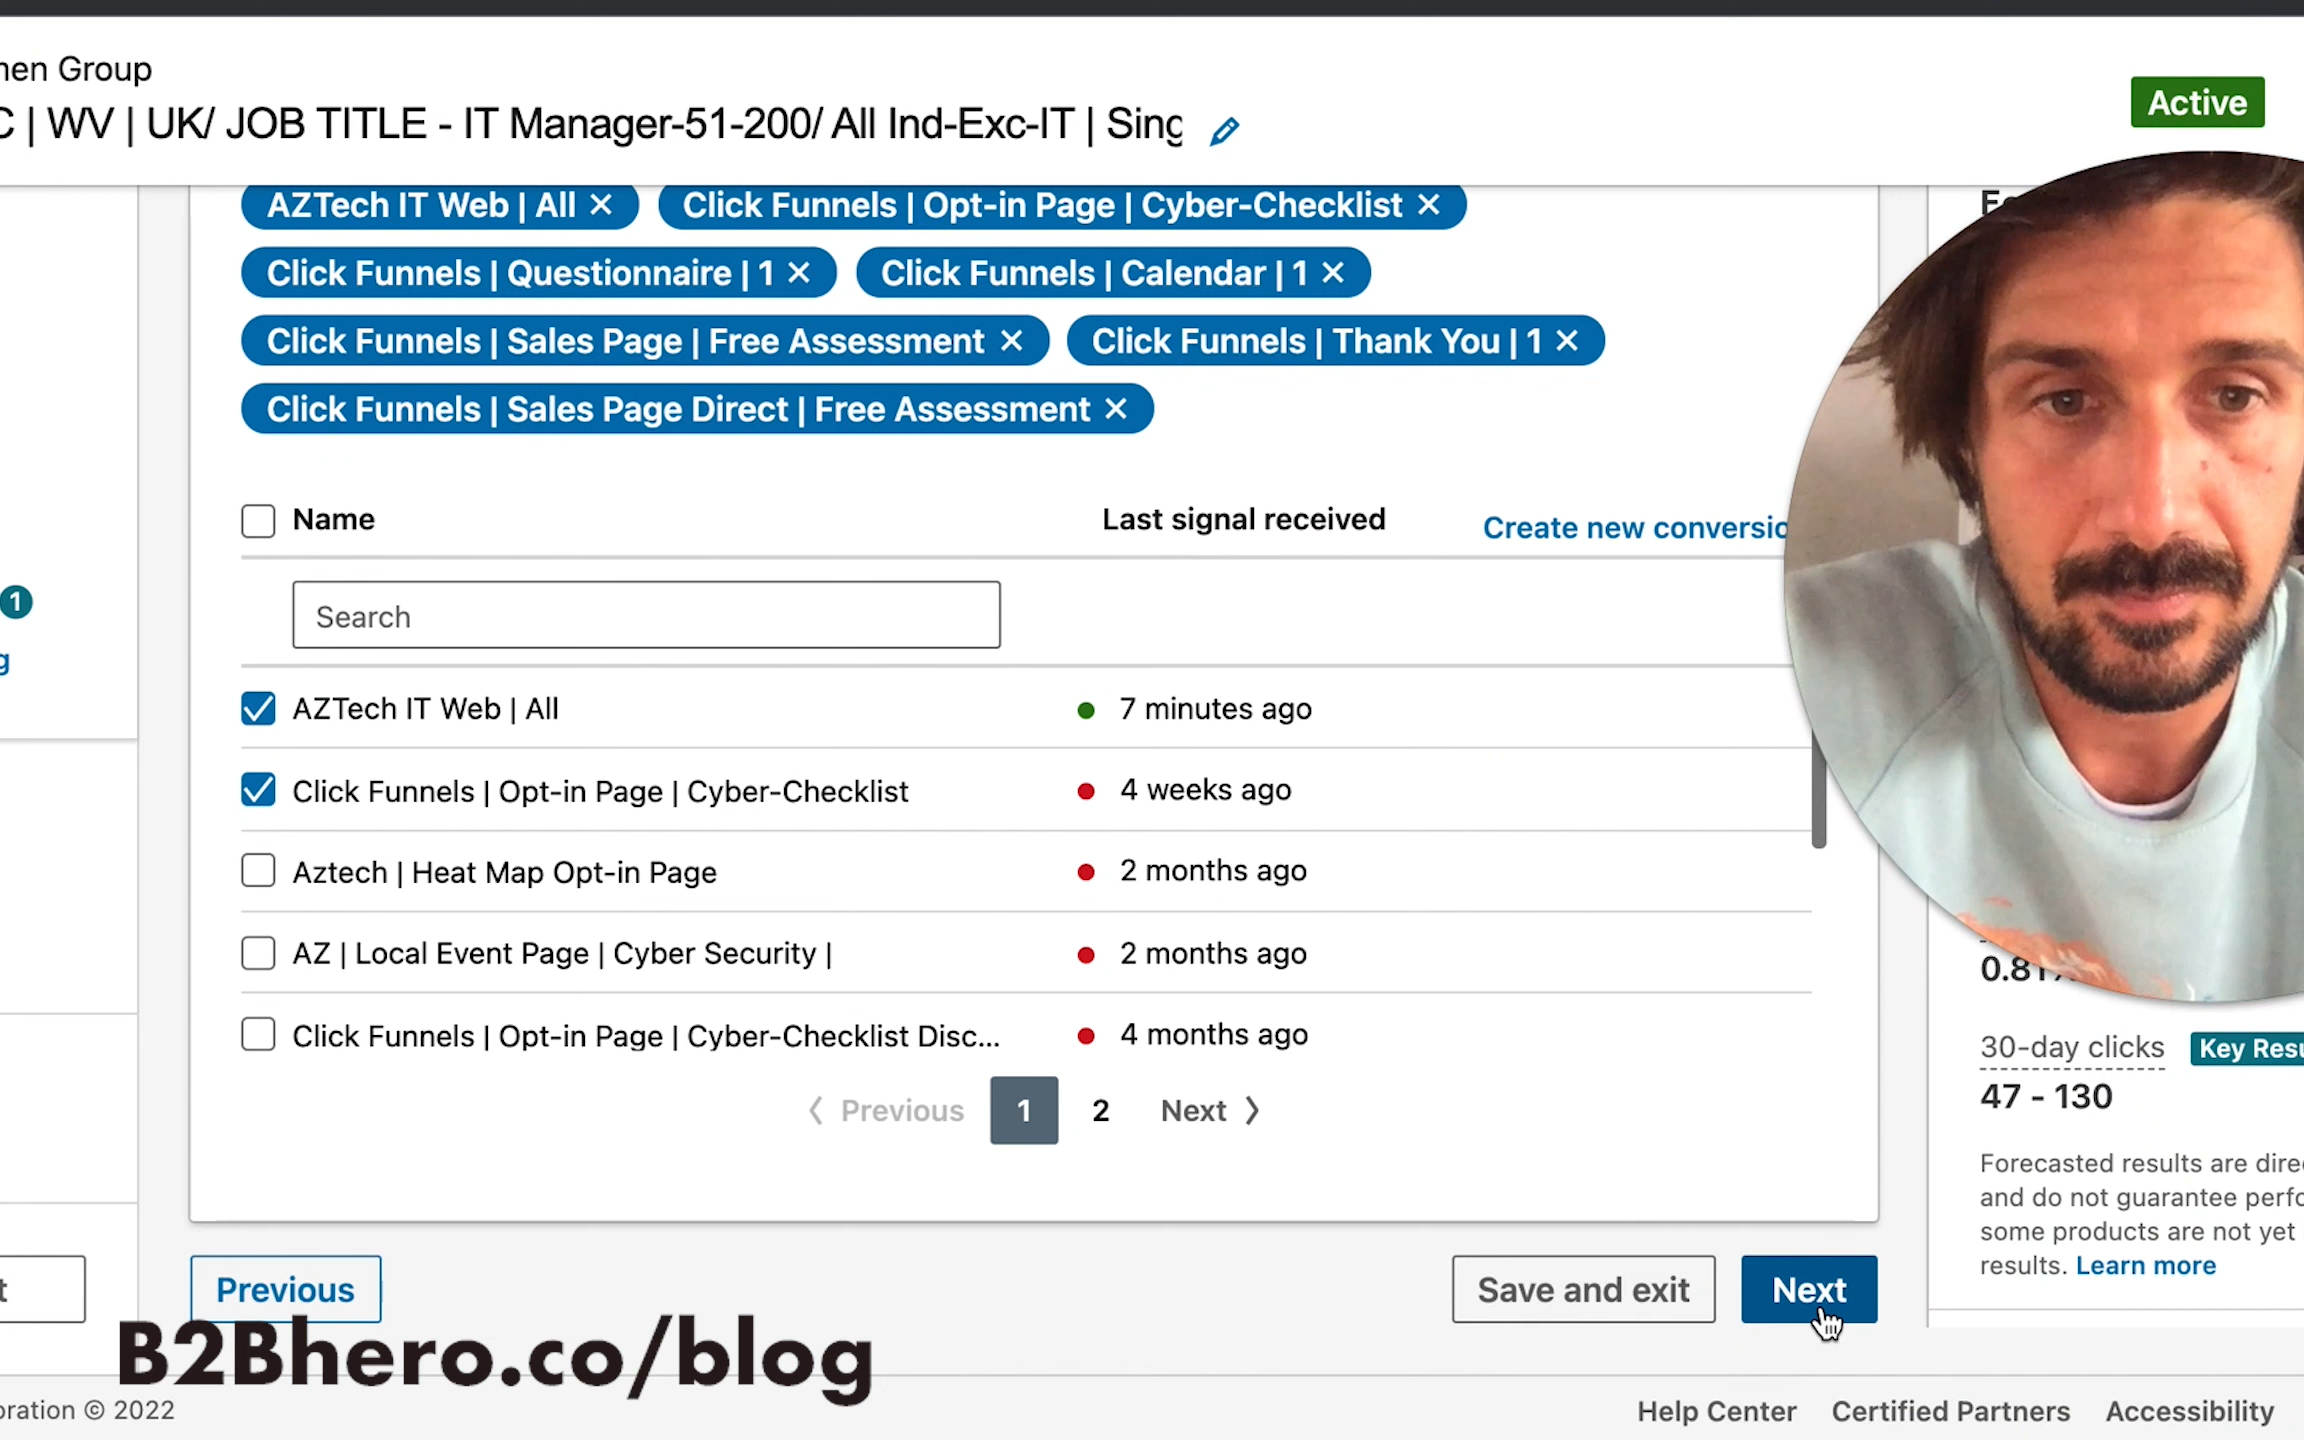 Group
| WV | UK/ JOB TITLE - IT Manager-51-200/ All Ind-Exc-IT |
Active
AZTech IT Web | All ×
Click Funnels | Opt-in Page | Cyber-Checklist ×
Click Funnels | Questionnaire | 1 ×
Click Funnels | Calendar | 1 ×
Click Funnels | Sales Page | Free Assessment ×
Click Funnels | Thank You | 1 ×
Click Funnels | Sales Page Direct | Free Assessment ×
Name
Last signal received
Create new
1
Search
AZTech IT Web | All
7 minutes ago
Click Funnels | Opt-in Page | Cyber-Checklist
4 weeks ago
Aztech | Heat Map Opt-in Page
2 months ago
AZ | Local Event Page | Cyber Security |
2 months ago
Click Funnels | Opt-in Page | Cyber-Checklist Disc...
4 months ago
Previous
1
2
Next
30-day clicks
Key
47 - 130
Forecasted results are
and do not guarantee
some products are not yet
results. Learn more
Previous
Save and exit
Next
B2Bhero.co/blog
© 2022
Help Center
Certified Partners
Accessibility